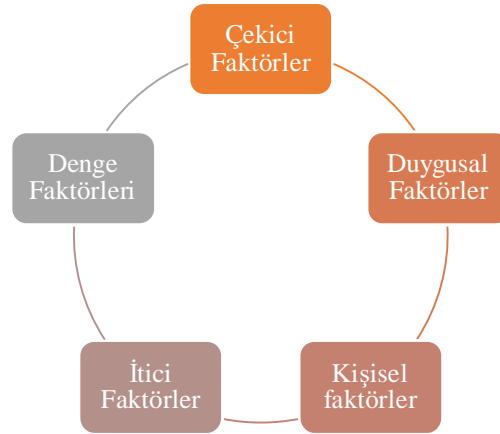 Çekici
Faktörler
Duygusal
Faktörler
Kişisel
faktörler
İtici
Faktörler
Denge
Faktörleri